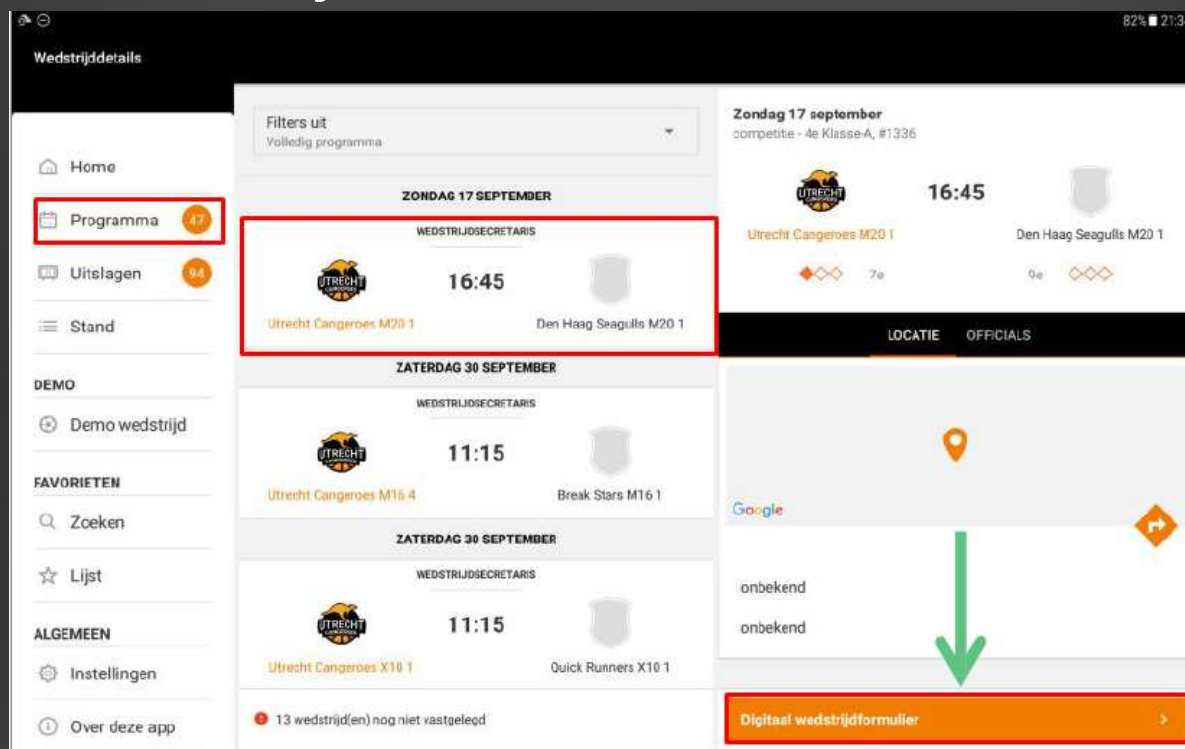 82% 21:3
Wedstrijddetails
Home
Programma 47
Uitslagen 94
Stand
DEMO
Demo wedstrijd
FAVORIETEN
Zoeken
Lijst
ALGEMEEN
Instellingen
Over deze app
Filters uit
Volledig programma
ZONDAG 17 SEPTEMBER
WEDSTRIJDSECRETARIS
UTRECHT
16:45
Utrecht Cangeroes M20 1 Den Haag Seagulls M20 1
ZATERDAG 30 SEPTEMBER
WEDSTRIJDSECRETARIS
UTRECHT
11:15
Utrecht Cangeroes M16 4 Break Stars M16 1
ZATERDAG 30 SEPTEMBER
WEDSTRIJDSECRETARIS
UTRECHT
11:15
Utrecht Cangeroes X10 1 Quick Runners X10 1
13 wedstrijd(en) nog niet vastgelegd
Zondag 17 september
competitie - 4e Klasse-A, #1336
UTRECHT
16:45
Utrecht Cangeroes M20 1 Den Haag Seagulls M20 1
7e 9e
LOCATIE OFFICIALS
Google
onbekend
onbekend
Digitaal wedstrijdformulier